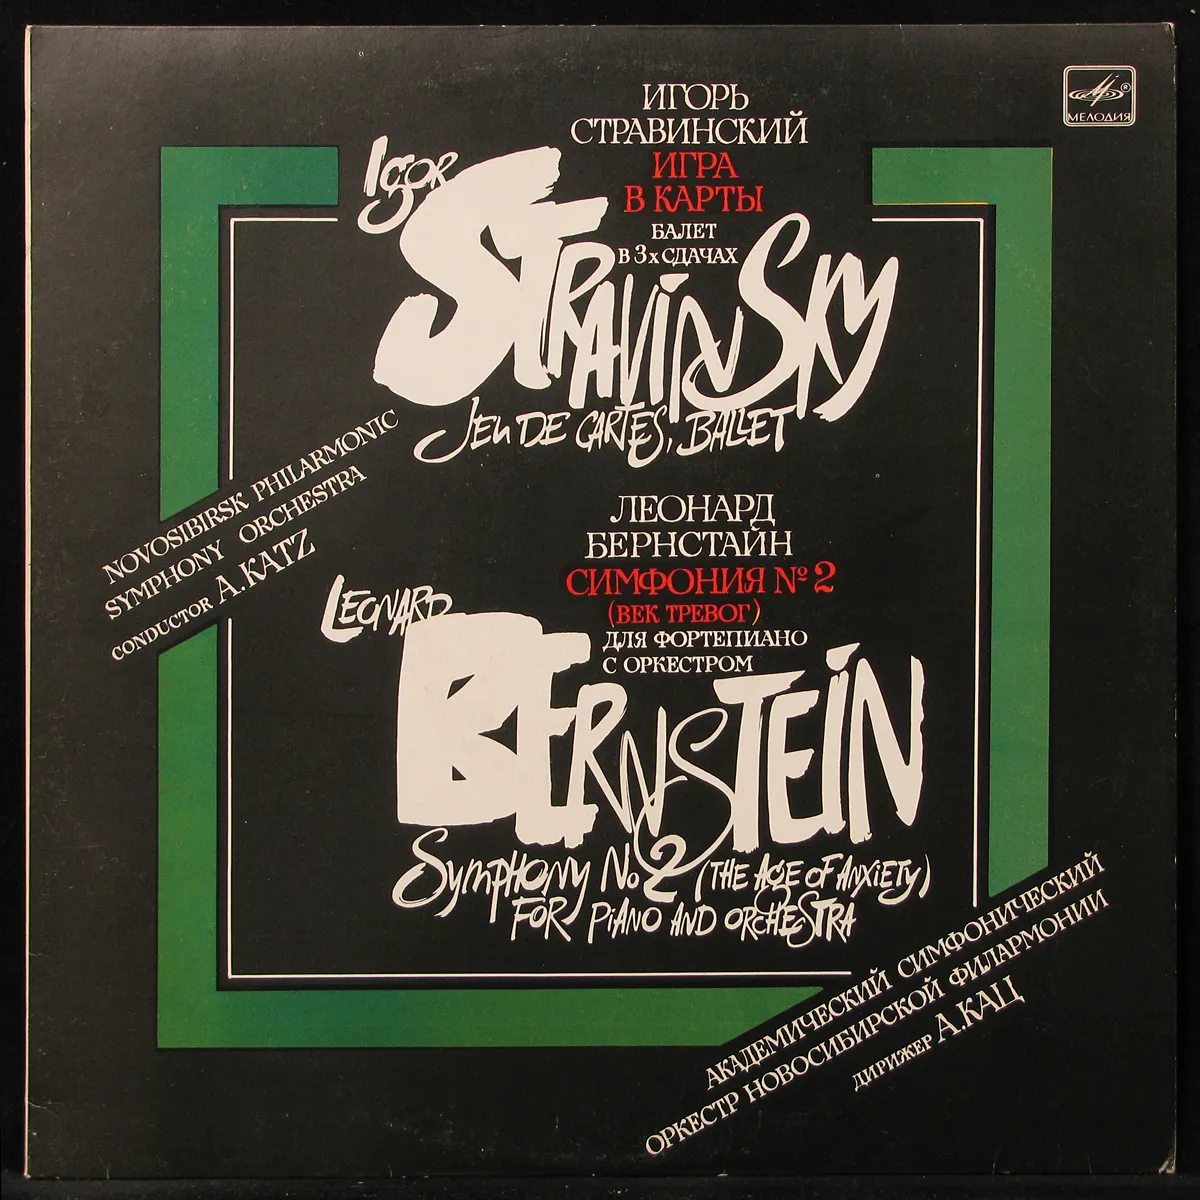 ИГОРЬ
СТРАВИНСКИЙ
ИГРА
В КАРТЫ
БАЛЕТ
В 3х СДАЧАХ
МЕЛОДИЯ
®
IGOR
STRAVINSKY
JEU DE CARTES, BALLET
NOVOSIBIRSK PHILARMONIC
SYMPHONY ORCHESTRA
CONDUCTOR A.KATZ
ЛЕОНАРД
БЕРНСТАЙН
СИМФОНИЯ № 2
(ВЕК ТРЕВОГ)
ДЛЯ ФОРТЕПИАНО
С ОРКЕСТРОМ
LEONARD
BERNSTEIN
SYMPHONY No 2 (THE AGE OF ANXIETY)
FOR PIANO AND ORCHESTRA
АКАДЕМИЧЕСКИЙ СИМФОНИЧЕСКИЙ
ОРКЕСТР НОВОСИБИРСКОЙ ФИЛАРМОНИИ
ДИРИЖЕР А.КАЦ